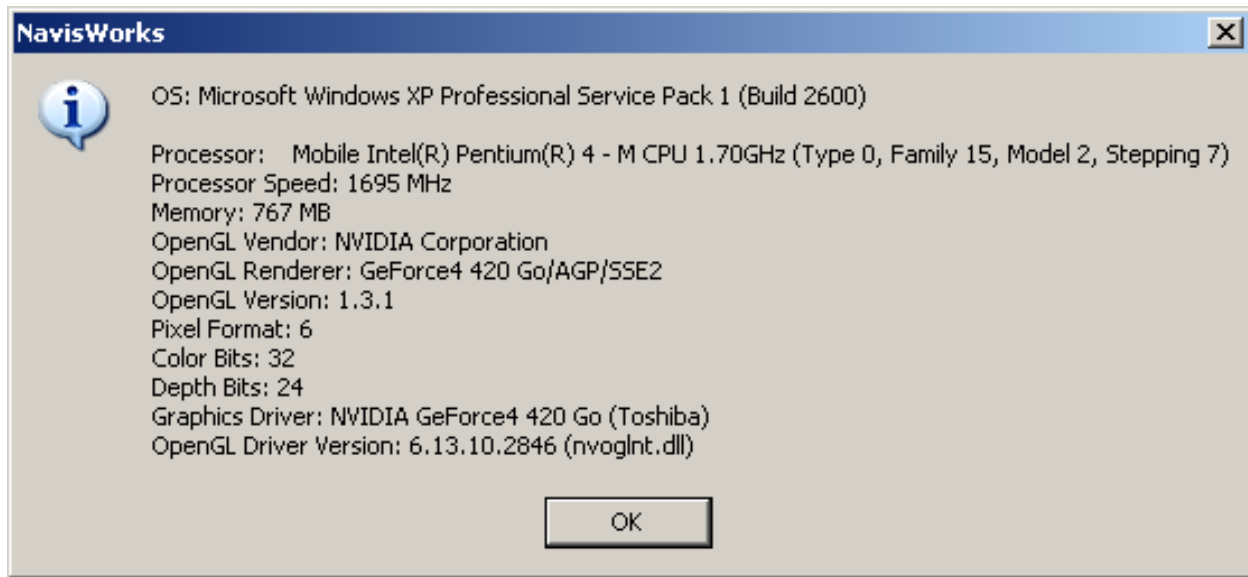 NavisWorks
OS: Microsoft Windows XP Professional Service Pack 1 (Build 2600)
Processor: Mobile Intel(R) Pentium(R) 4 - M CPU 1.70GHz (Type 0, Family 15, Model 2, Stepping 7)
Processor Speed: 1695 MHz
Memory: 767 MB
OpenGL Vendor: NVIDIA Corporation
OpenGL Renderer: GeForce4 420 Go/AGP/SSE2
OpenGL Version: 1.3.1
Pixel Format: 6
Color Bits: 32
Depth Bits: 24
Graphics Driver: NVIDIA GeForce4 420 Go (Toshiba)
OpenGL Driver Version: 6.13.10.2846 (nvoglnt.dll)
OK